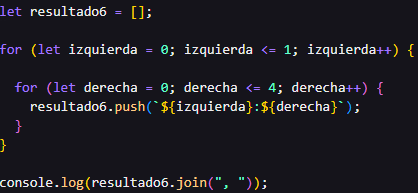 let resultado6 = [];
for (let izquierda = 0; izquierda <= 1; izquierda++) {
for (let derecha = 0; derecha <= 4; derecha++) {
resultado6.push(`${izquierda}:${derecha}`);
}
}
console.log(resultado6.join(", "));